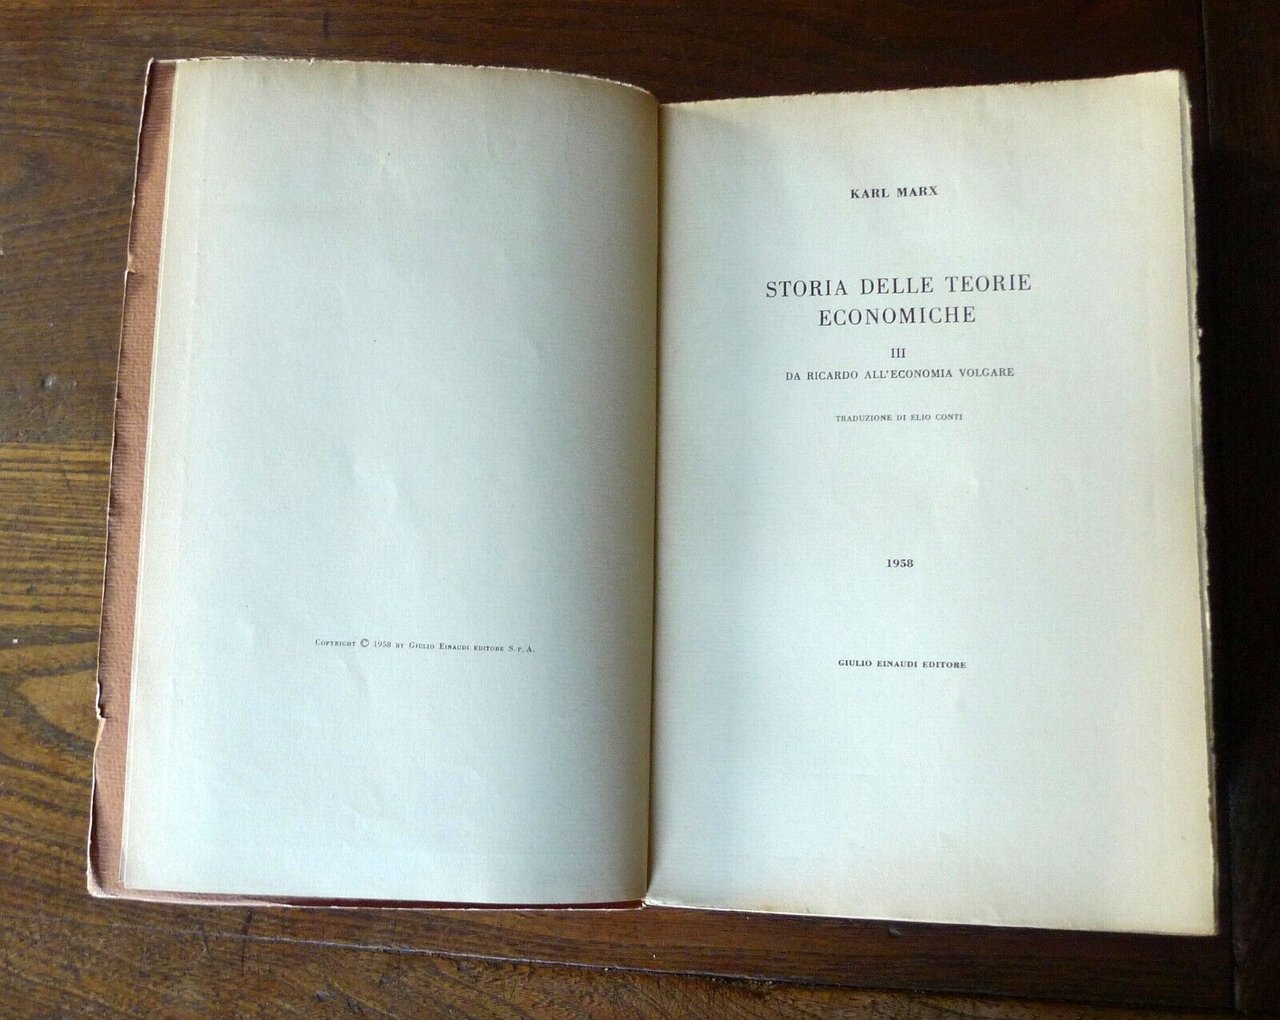 Copyright © 1958 by Giulio Einaudi editore S. p. A.
KARL MARX
STORIA DELLE TEORIE
ECONOMICHE
III
DA RICARDO ALL'ECONOMIA VOLGARE
TRADUZIONE DI ELIO CONTI
1958
GIULIO EINAUDI EDITORE